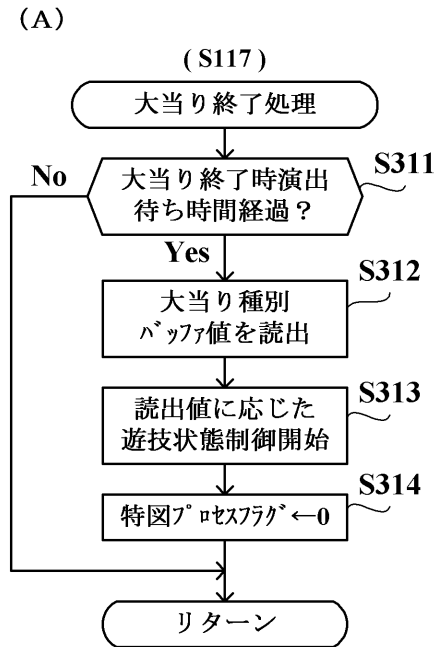 (A)
( S117 )
大当り終了処理
S311
No
大当り終了時演出
待ち時間経過？
Yes
S312
大当り種別
ﾊﾞｯﾌｧ値を読出
S313
読出値に応じた
遊技状態制御開始
S314
特図ﾌﾟﾛｾｽﾌﾗｸﾞ←0
リターン